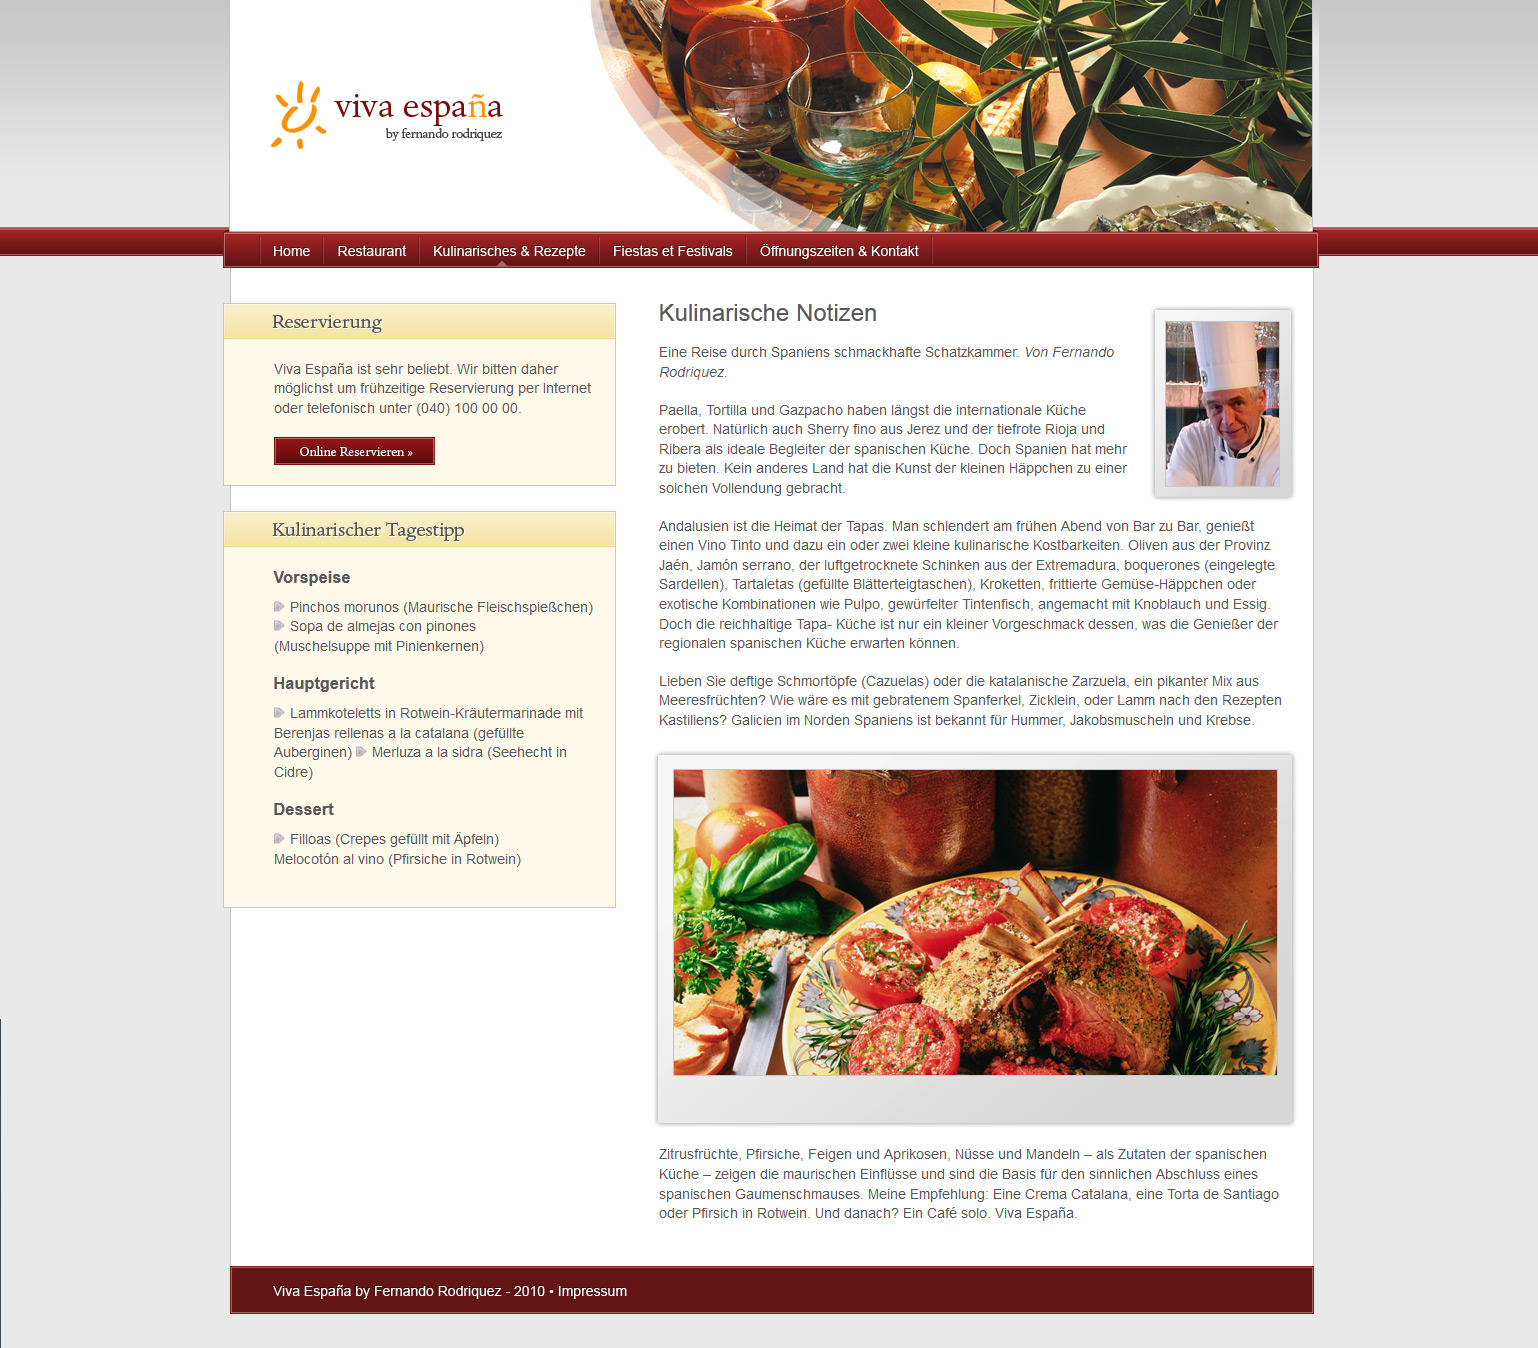 viva españa
by fernando rodriquez
Home
Restaurant
Kulinarisches & Rezepte
Fiestas et Festivals
Öffnungszeiten & Kontakt
Reservierung
Viva España ist sehr beliebt. Wir bitten daher
möglichst um frühzeitige Reservierung per Internet
oder telefonisch unter (040) 100 00 00.
Online Reservieren »
Kulinarischer Tagestipp
Vorspeise
Pinchos morunos (Maurische Fleischspießchen)
Sopa de almejas con pinones
(Muschelsuppe mit Pinienkernen)
Hauptgericht
Lammkoteletts in Rotwein-Kräutermarinade mit
Berenjas rellenas a la catalana (gefüllte
Auberginen) Merluza a la sidra (Seehecht in
Cidre)
Dessert
Filloas (Crepes gefüllt mit Äpfeln)
Melocotón al vino (Pfirsiche in Rotwein)
Kulinarische Notizen
Eine Reise durch Spaniens schmackhafte Schatzkammer. Von Fernando
Rodriquez.
Paella, Tortilla und Gazpacho haben längst die internationale Küche
erobert. Natürlich auch Sherry fino aus Jerez und der tiefrote Rioja und
Ribera als ideale Begleiter der spanischen Küche. Doch Spanien hat mehr
zu bieten. Kein anderes Land hat die Kunst der kleinen Häppchen zu einer
solchen Vollendung gebracht.
Andalusien ist die Heimat der Tapas. Man schlendert am frühen Abend von Bar zu Bar, genießt
einen Vino Tinto und dazu ein oder zwei kleine kulinarische Kostbarkeiten. Oliven aus der Provinz
Jaén, Jamón serrano, der luftgetrocknete Schinken aus der Extremadura, boquerones (eingelegte
Sardellen), Tartaletas (gefüllte Blätterteigtaschen), Kroketten, frittierte Gemüse-Häppchen oder
exotische Kombinationen wie Pulpo, gewürfelter Tintenfisch, angemacht mit Knoblauch und Essig.
Doch die reichhaltige Tapa- Küche ist nur ein kleiner Vorgeschmack dessen, was die Genießer der
regionalen spanischen Küche erwarten können.
Lieben Sie deftige Schmortöpfe (Cazuelas) oder die katalanische Zarzuela, ein pikanter Mix aus
Meeresfrüchten? Wie wäre es mit gebratenem Spanferkel, Zicklein, oder Lamm nach den Rezepten
Kastiliens? Galicien im Norden Spaniens ist bekannt für Hummer, Jakobsmuscheln und Krebse.
Zitrusfrüchte, Pfirsiche, Feigen und Aprikosen, Nüsse und Mandeln – als Zutaten der spanischen
Küche – zeigen die maurischen Einflüsse und sind die Basis für den sinnlichen Abschluss eines
spanischen Gaumenschmauses. Meine Empfehlung: Eine Crema Catalana, eine Torta de Santiago
oder Pfirsich in Rotwein. Und danach? Ein Café solo. Viva España.
Viva España by Fernando Rodriquez - 2010 • Impressum